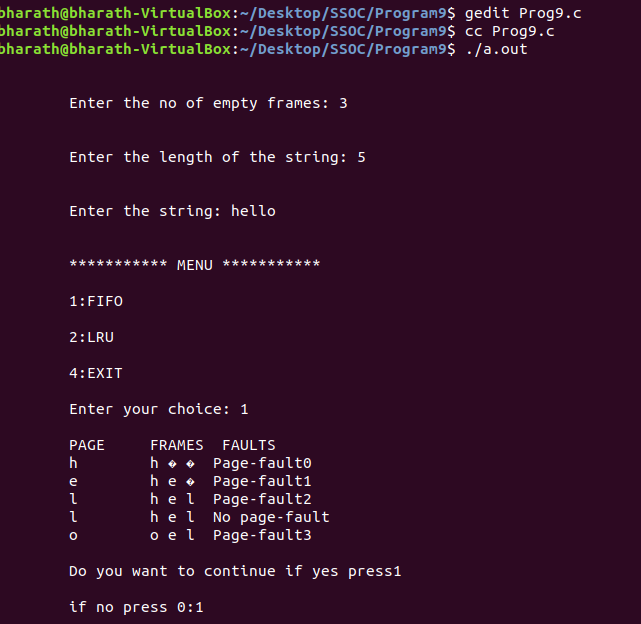 bharath@bharath-VirtualBox:~/Desktop/SSOC/Program9$ gedit Prog9.c
bharath@bharath-VirtualBox:~/Desktop/SSOC/Program9$ cc Prog9.c
bharath@bharath-VirtualBox:~/Desktop/SSOC/Program9$ ./a.out
Enter the no of empty frames: 3
Enter the length of the string: 5
Enter the string: hello
*********** MENU ***********
1:FIFO
2:LRU
4:EXIT
Enter your choice: 1
PAGE     FRAMES  FAULTS
h        h � �  Page-fault0
e        h e �  Page-fault1
l        h e l  Page-fault2
l        h e l  No page-fault
o        o e l  Page-fault3
Do you want to continue if yes press1
if no press 0:1